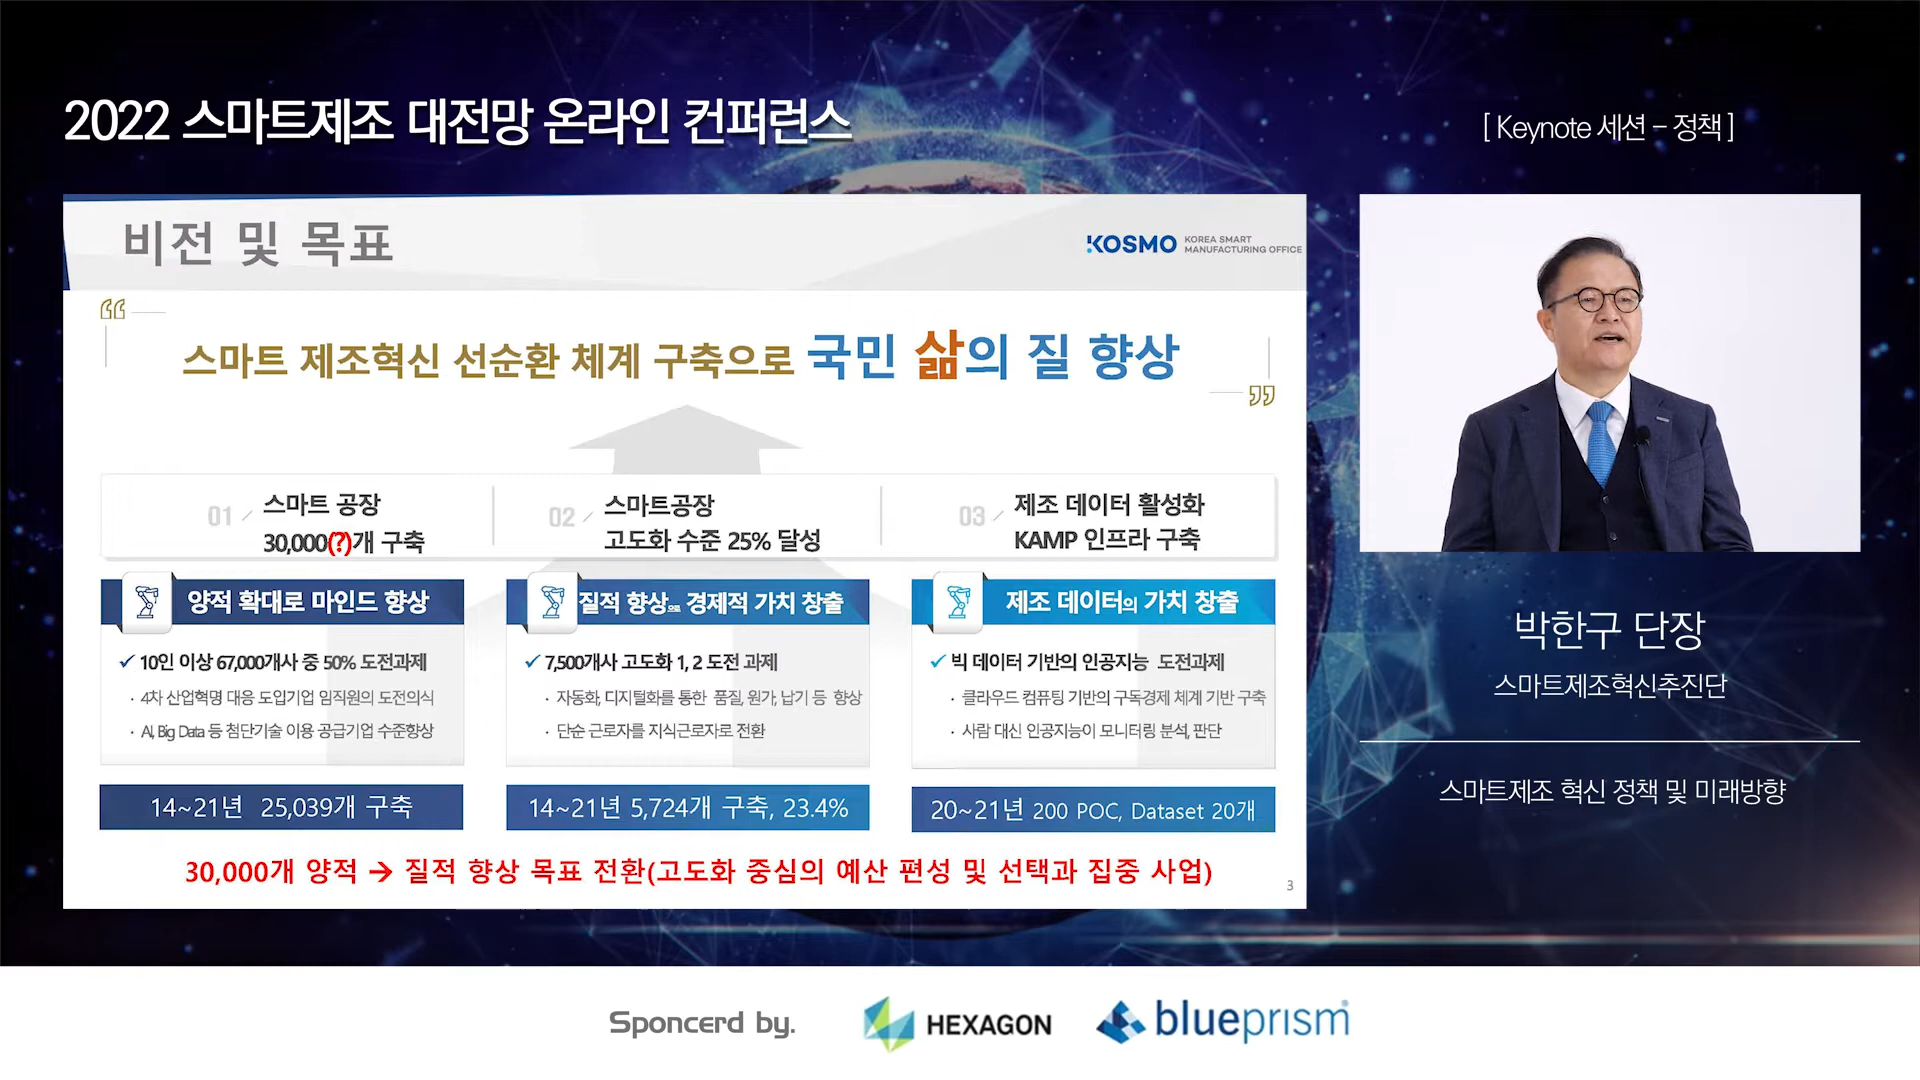 2022 스마트제조 대전망 온라인 컨퍼런스
[ Keynote 세션 – 정책 ]
비전 및 목표
KOSMO KOREA SMART MANUFACTURING OFFICE
스마트 제조혁신 선순환 체계 구축으로 국민 삶의 질 향상
01 / 스마트 공장
30,000(?)개 구축
02 / 스마트공장
고도화 수준 25% 달성
03 / 제조 데이터 활성화
KAMP 인프라 구축
양적 확대로 마인드 향상
✓ 10인 이상 67,000개사 중 50% 도전과제
· 4차 산업혁명 대응 도입기업 임직원의 도전의식
· AI, Big Data 등 첨단기술 이용 공급기업 수준향상
14~21년 25,039개 구축
질적 향상으로 경제적 가치 창출
✓ 7,500개사 고도화 1, 2 도전 과제
· 자동화, 디지털화를 통한 품질, 원가, 납기 등 향상
· 단순 근로자를 지식근로자로 전환
14~21년 5,724개 구축, 23.4%
제조 데이터의 가치 창출
✓ 빅 데이터 기반의 인공지능 도전과제
· 클라우드 컴퓨팅 기반의 구독경제 체계 기반 구축
· 사람 대신 인공지능이 모니터링 분석, 판단
20~21년 200 POC, Dataset 20개
30,000개 양적 → 질적 향상 목표 전환(고도화 중심의 예산 편성 및 선택과 집중 사업)
3
박한구 단장
스마트제조혁신추진단
스마트제조 혁신 정책 및 미래방향
Sponcerd by.
HEXAGON
blueprism